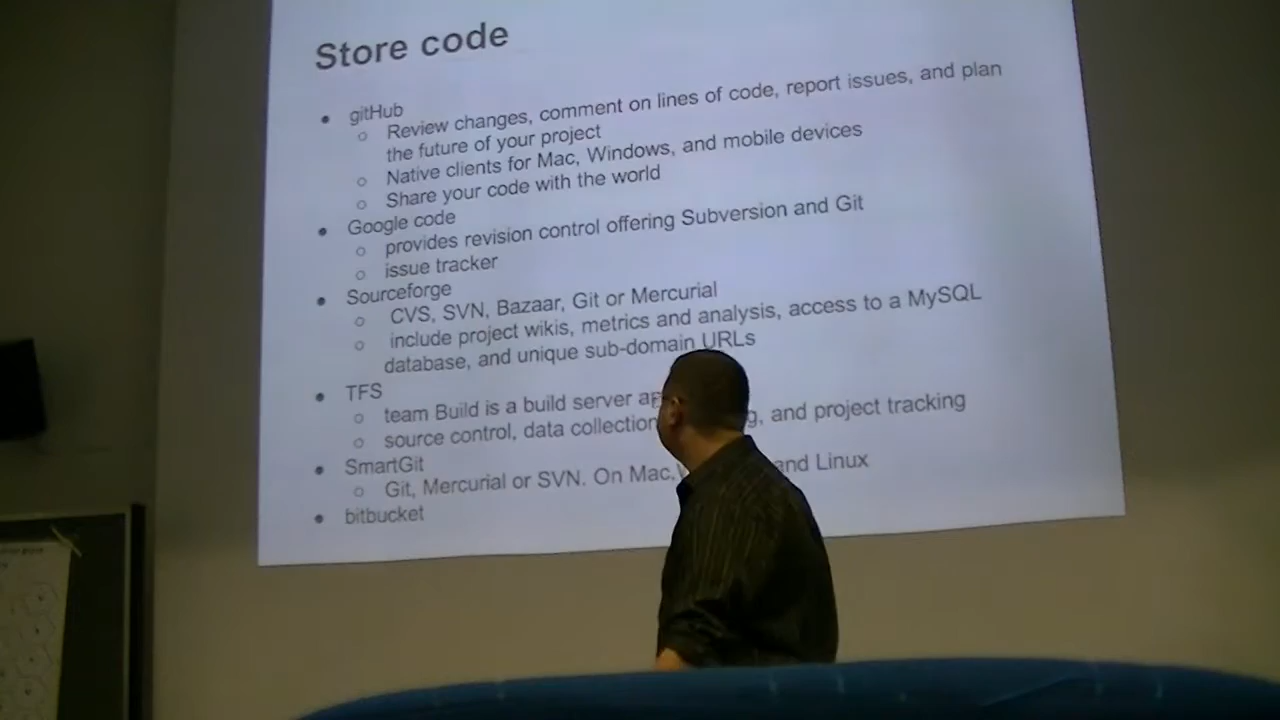 Store code
gitHub
Review changes, comment on lines of code, report issues, and plan
the future of your project
Native clients for Mac, Windows, and mobile devices
Share your code with the world
Google code
provides revision control offering Subversion and Git
issue tracker
Sourceforge
CVS, SVN, Bazaar, Git or Mercurial
include project wikis, metrics and analysis, access to a MySQL
database, and unique sub-domain URLs
TFS
team Build is a build server
source control, data collection and project tracking
SmartGit
Git, Mercurial or SVN. On Mac, and Linux
bitbucket